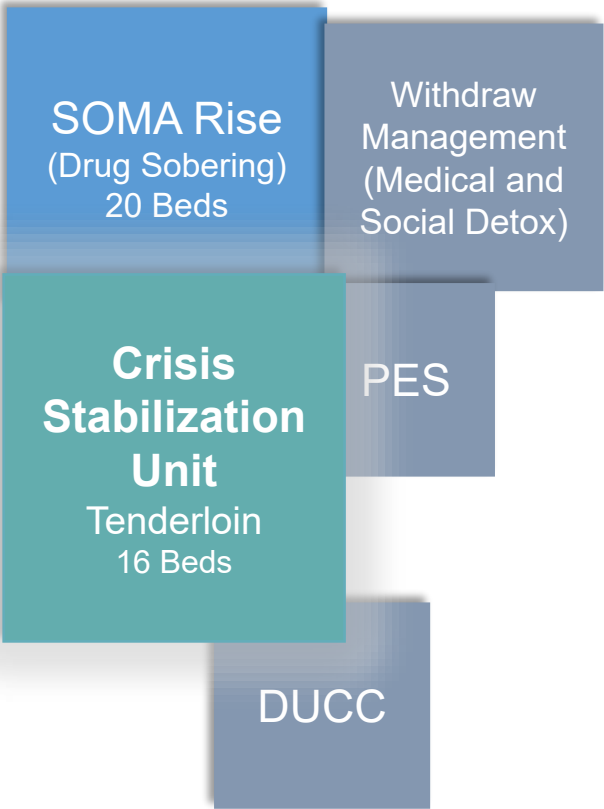 SOMA Rise
(Drug Sobering)
20 Beds
Withdraw
Management
(Medical and
Social Detox)
Crisis
Stabilization
Unit
Tenderloin
16 Beds
PES
DUCC